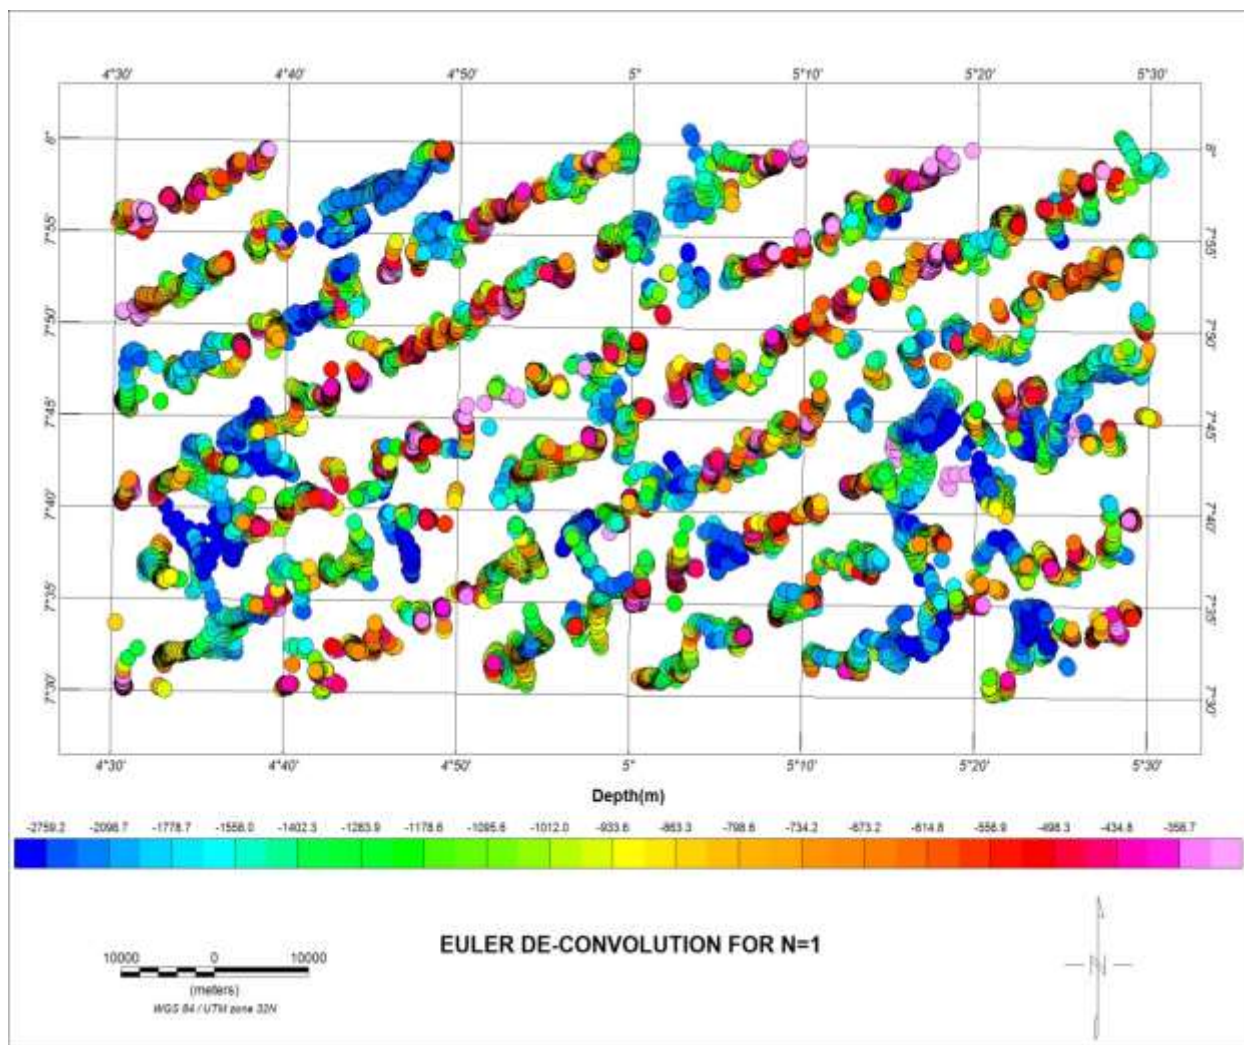 4°30' 4°40' 4°50' 5° 5°10' 5°20' 5°30'
8° 8°
7°55' 7°55'
7°50' 7°50'
7°45' 7°45'
7°40' 7°40'
7°35' 7°35'
7°30' 7°30'
4°30' 4°40' 4°50' 5° 5°10' 5°20' 5°30'
Depth(m)
-2759.2 -2098.7 -1778.7 -1556.0 -1402.3 -1283.9 -1178.6 -1095.6 -1012.0 -933.6 -863.3 -798.6 -734.2 -673.2 -614.8 -556.9 -498.3 -434.8 -358.7
EULER DE-CONVOLUTION FOR N=1
10000 0 10000
(meters)
WGS 84 / UTM zone 32N
N